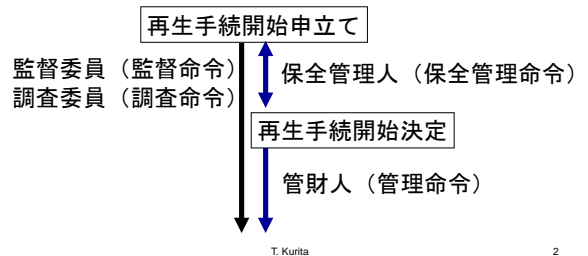 再生手続開始申立て
監督委員（監督命令）
調査委員（調査命令）
保全管理人（保全管理命令）
再生手続開始決定
管財人（管理命令）
T. Kurita
2